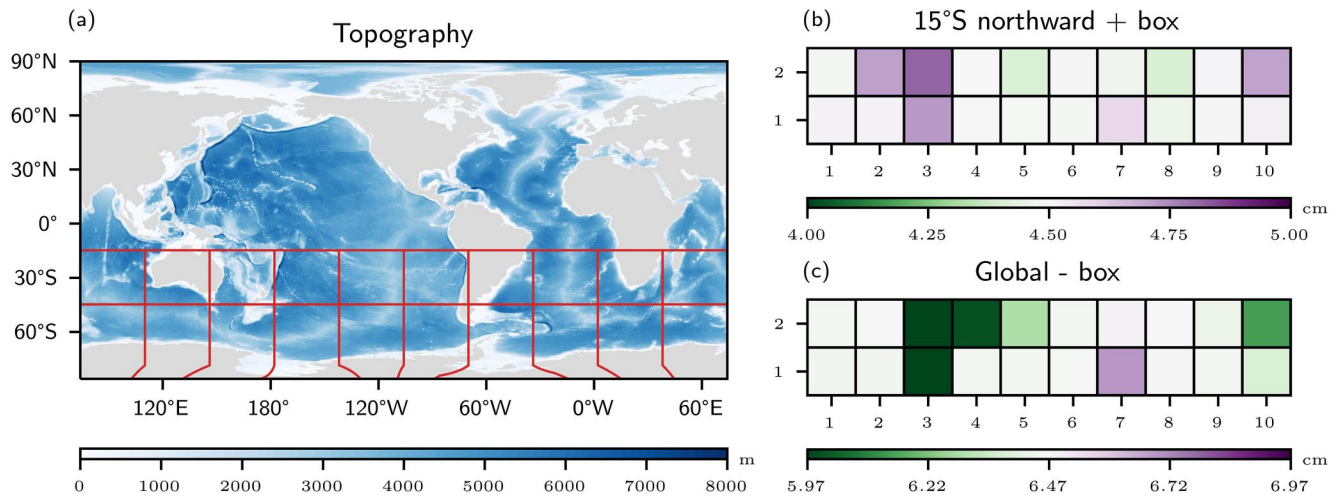 (a)
Topography
90°N
60°N
30°N
0°
30°S
60°S
120°E 180° 120°W 60°W 0°W 60°E
0 1000 2000 3000 4000 5000 6000 7000 8000 m
(b)
15°S northward + box
2
1
1 2 3 4 5 6 7 8 9 10
4.00 4.25 4.50 4.75 5.00 cm
(c)
Global - box
2
1
1 2 3 4 5 6 7 8 9 10
5.97 6.22 6.47 6.72 6.97 cm